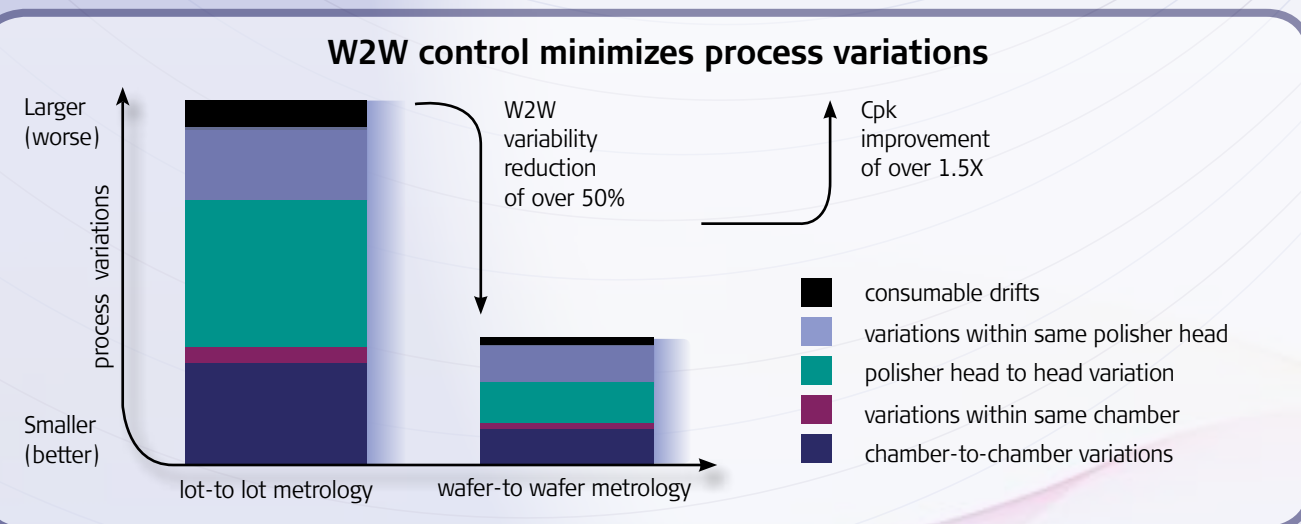 W2W control minimizes process variations
Larger
(worse)
process variations
Smaller
(better)
W2W
variability
reduction
of over 50%
Cpk
improvement
of over 1.5X
consumable drifts
variations within same polisher head
polisher head to head variation
variations within same chamber
chamber-to-chamber variations
lot-to lot metrology
wafer-to wafer metrology